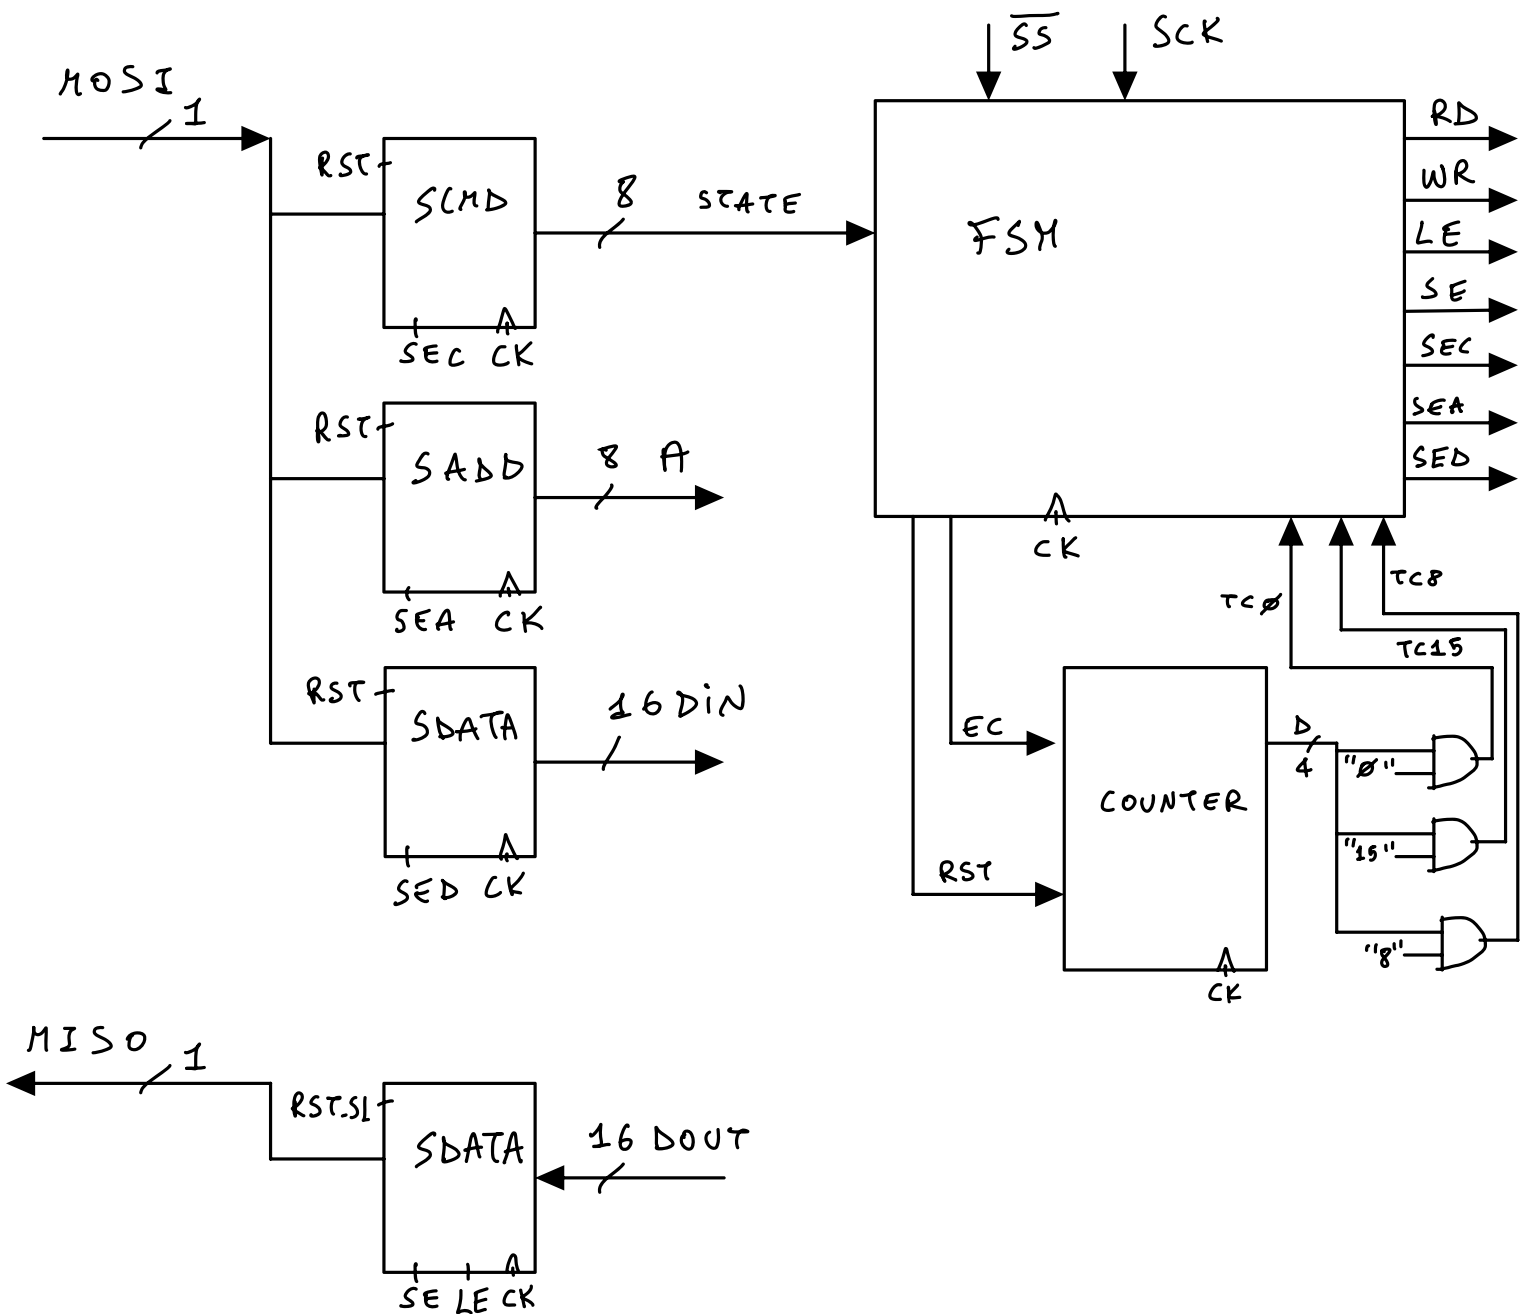 SS
SCK
MOSI
1
RD
RST
SCMD
8
STATE
WR
FSM
LE
SE
SEC
SEC CK
SEA
RST
SADD
8 A
SED
CK
TC8
TCØ
SEA CK
TC15
RST
SDATA
16 DiN
EC
D
4
"Ø"
COUNTER
"15"
RST
SED CK
"8"
CK
MISO
1
RST_SI
SDATA
16 DOUT
SE LE CK